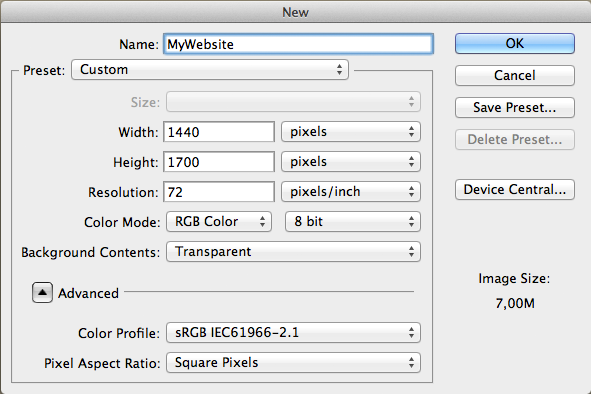 New
Name: MyWebsite
OK
Preset: Custom
Cancel
Size:
Save Preset...
Width: 1440 pixels
Delete Preset...
Height: 1700 pixels
Resolution: 72 pixels/inch
Device Central...
Color Mode: RGB Color 8 bit
Background Contents: Transparent
Image Size:
7,00M
Advanced
Color Profile: sRGB IEC61966-2.1
Pixel Aspect Ratio: Square Pixels